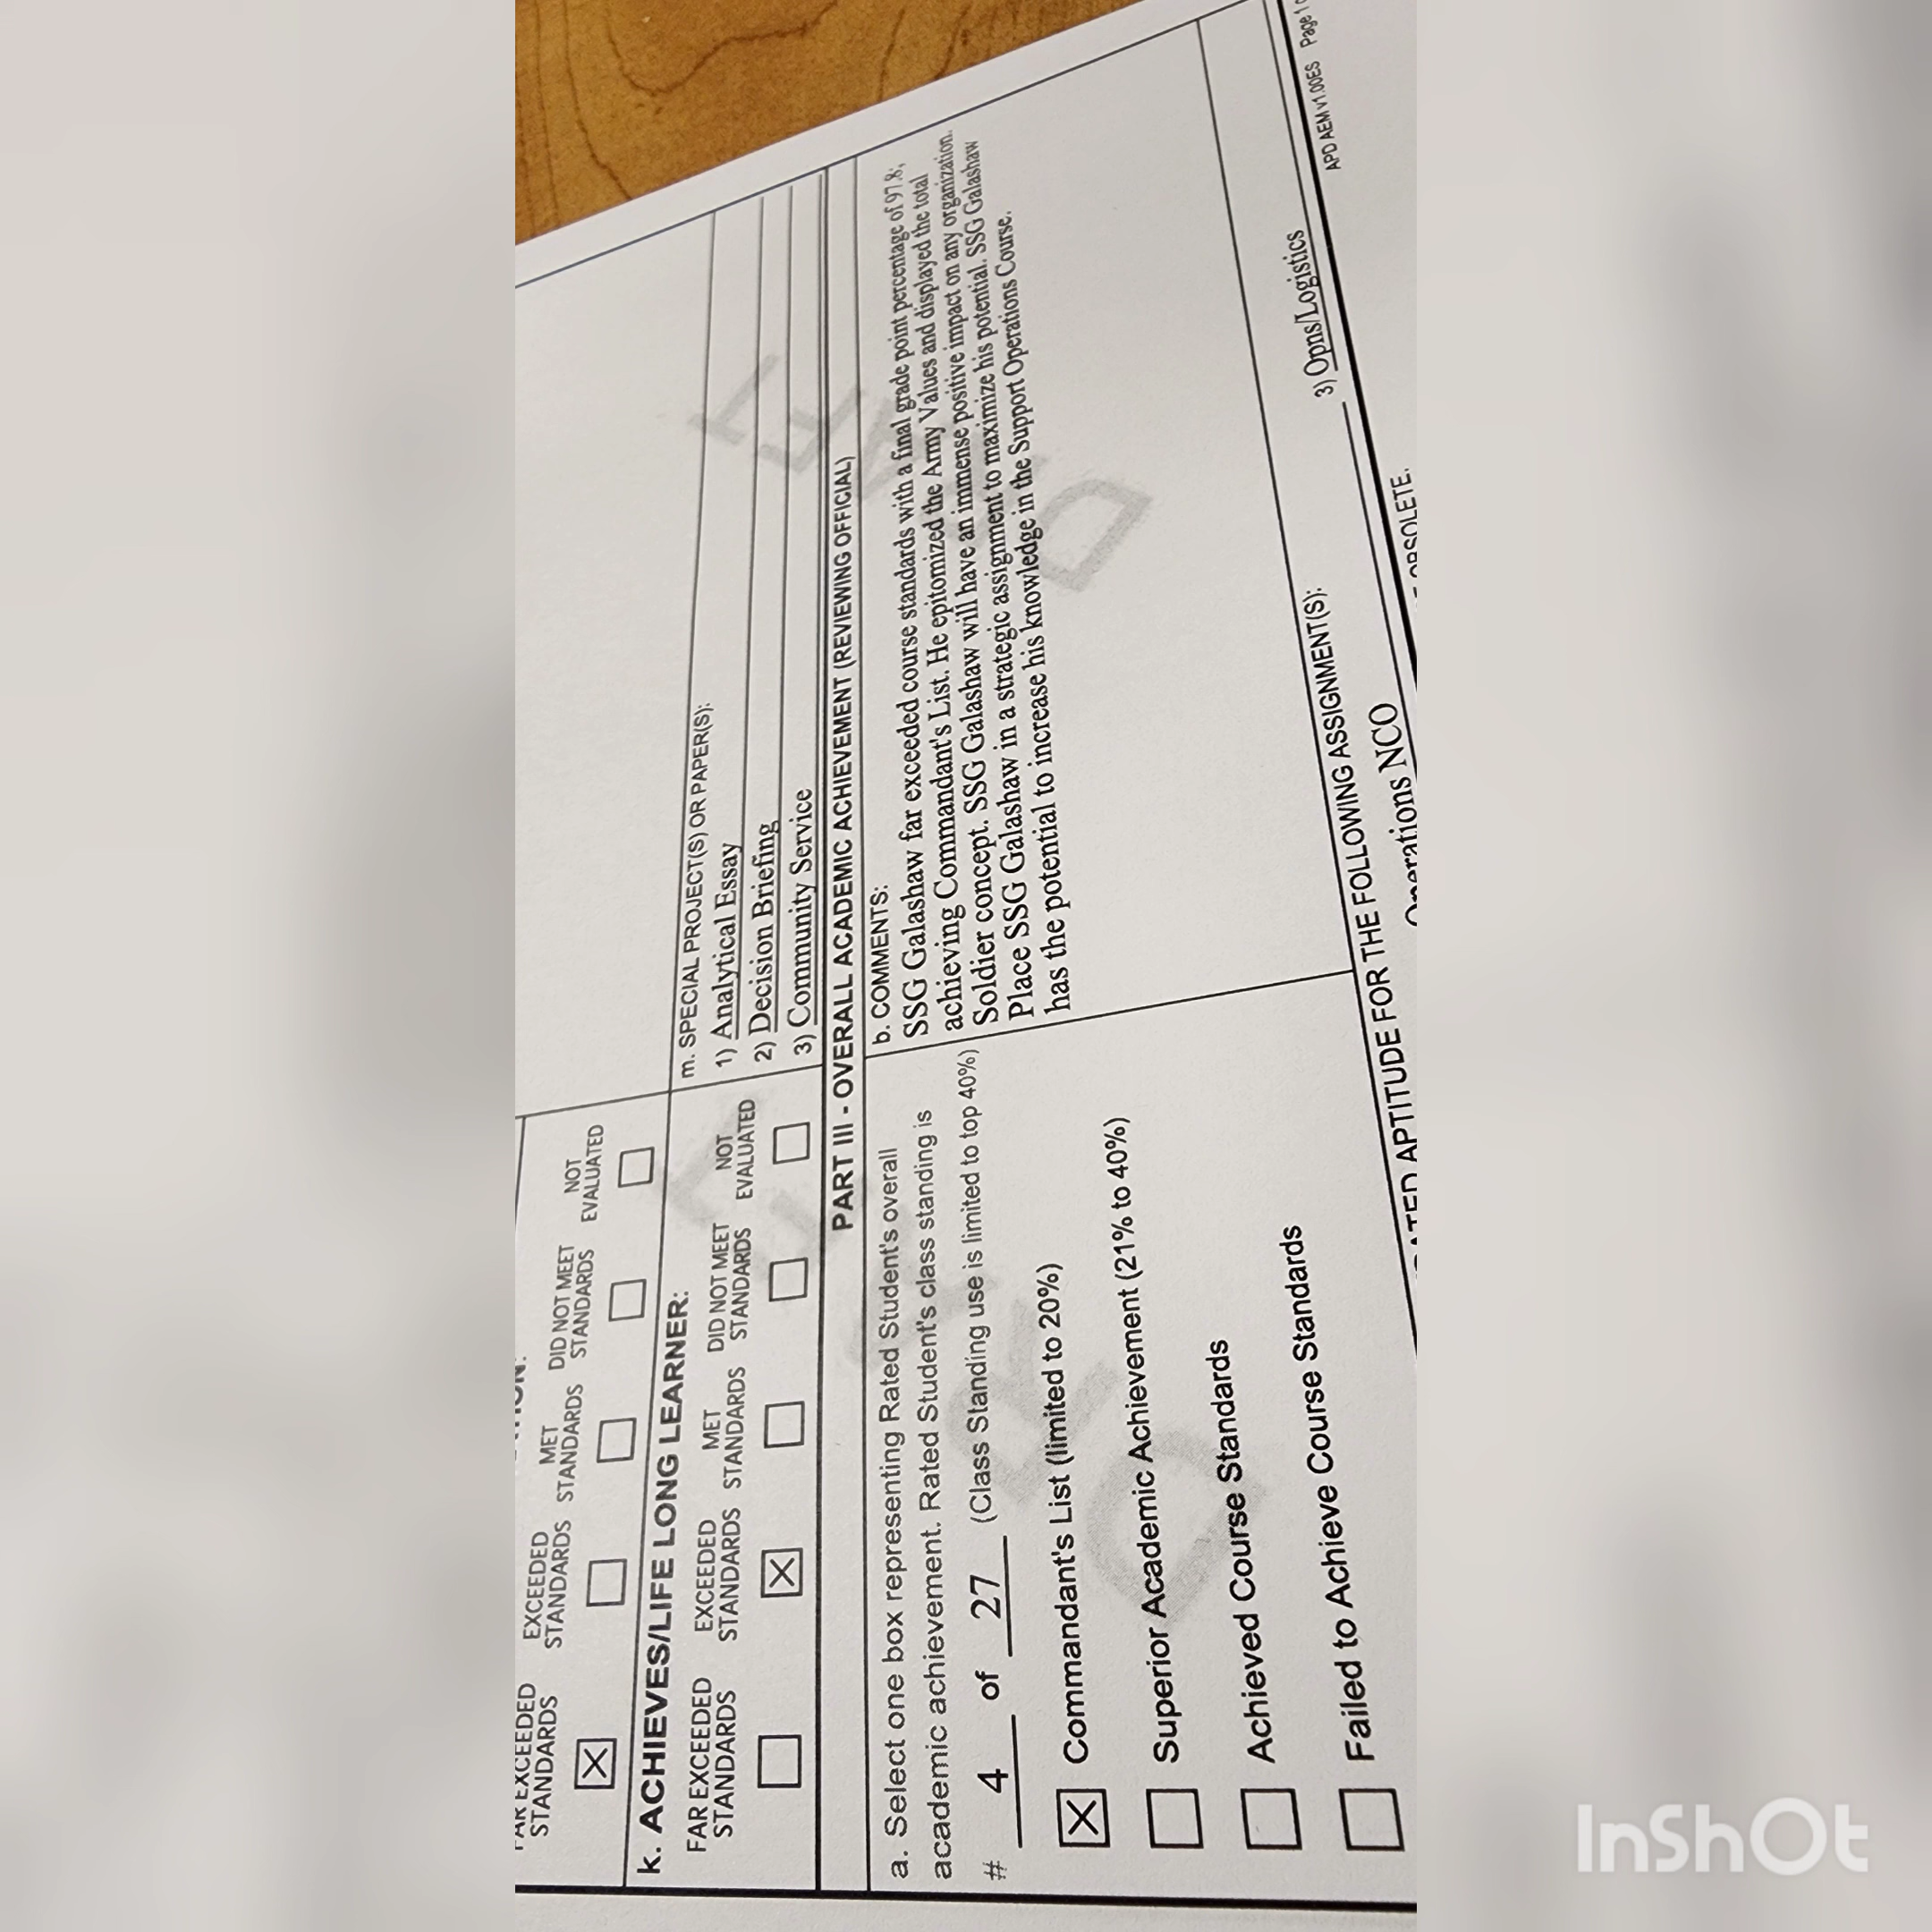 STANDARDS
EXCEEDED
STANDARDS
MET
STANDARDS
DID NOT MEET
STANDARDS
NOT
EVALUATED
k. ACHIEVES/LIFE LONG LEARNER:
FAR EXCEEDED
STANDARDS
EXCEEDED
STANDARDS
MET
STANDARDS
DID NOT MEET
STANDARDS
NOT
EVALUATED
m. SPECIAL PROJECT(S) OR PAPER(S):
1) Analytical Essay
2) Decision Briefing
3) Community Service
PART III - OVERALL ACADEMIC ACHIEVEMENT (REVIEWING OFFICIAL)
a. Select one box representing Rated Student's overall
academic achievement. Rated Student's class standing is
# 4 of 27 (Class Standing use is limited to top 40%)
Commandant's List (limited to 20%)
Superior Academic Achievement (21% to 40%)
Achieved Course Standards
Failed to Achieve Course Standards
b. COMMENTS:
SSG Galashaw far exceeded course standards with a final grade point percentage of 97.8;
achieving Commandant's List. He epitomized the Army Values and displayed the total
Soldier concept. SSG Galashaw will have an immense positive impact on any organization.
Place SSG Galashaw in a strategic assignment to maximize his potential. SSG Galashaw
has the potential to increase his knowledge in the Support Operations Course.
APTITUDE FOR THE FOLLOWING ASSIGNMENT(S):
Operations NCO
3) Opns/Logistics
OBSOLETE.
APD AEM v1.00ES Page 1
DRAFT
DRAFT
InShOt